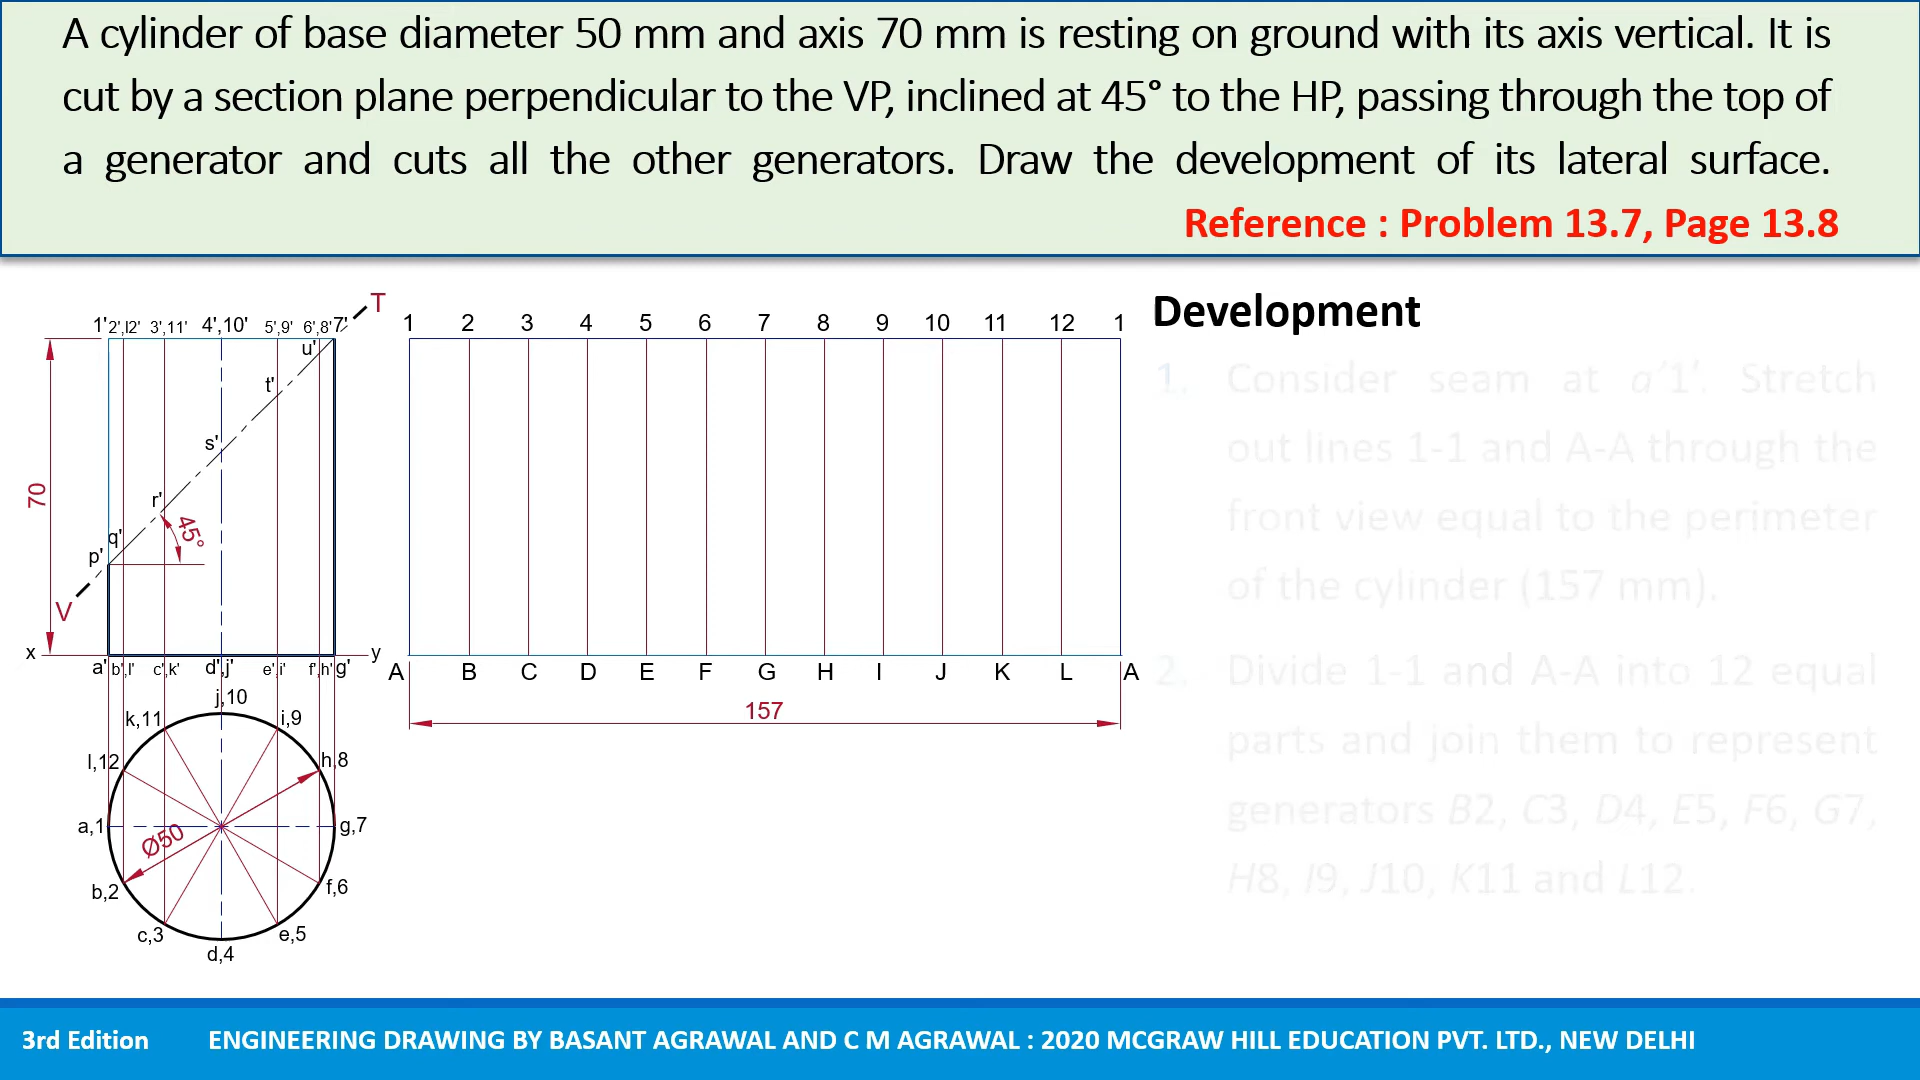 A cylinder of base diameter 50 mm and axis 70 mm is resting on ground with its axis vertical. It is
cut by a section plane perpendicular to the VP, inclined at 45° to the HP, passing through the top of
a generator and cuts all the other generators. Draw the development of its lateral surface.
Reference : Problem 13.7, Page 13.8
T
1' 2',l2' 3',11' 4',10' 5',9' 6',8' 7'
1 2 3 4 5 6 7 8 9 10 11 12 1
u'
t'
s'
r'
q'
p'
45°
70
V
x
y
a' b',l' c',k' d',j' e',i' f',h' g'
A B C D E F G H I J K L A
157
j,10
k,11 i,9
l,12 h,8
a,1 g,7
Ø50
b,2 f,6
c,3 e,5
d,4
Development
1. Consider seam at a'1'. Stretch
out lines 1-1 and A-A through the
front view equal to the perimeter
of the cylinder (157 mm).
2. Divide 1-1 and A-A into 12 equal
parts and join them to represent
generators B2, C3, D4, E5, F6, G7,
H8, I9, J10, K11 and L12.
3rd Edition ENGINEERING DRAWING BY BASANT AGRAWAL AND C M AGRAWAL : 2020 MCGRAW HILL EDUCATION PVT. LTD., NEW DELHI